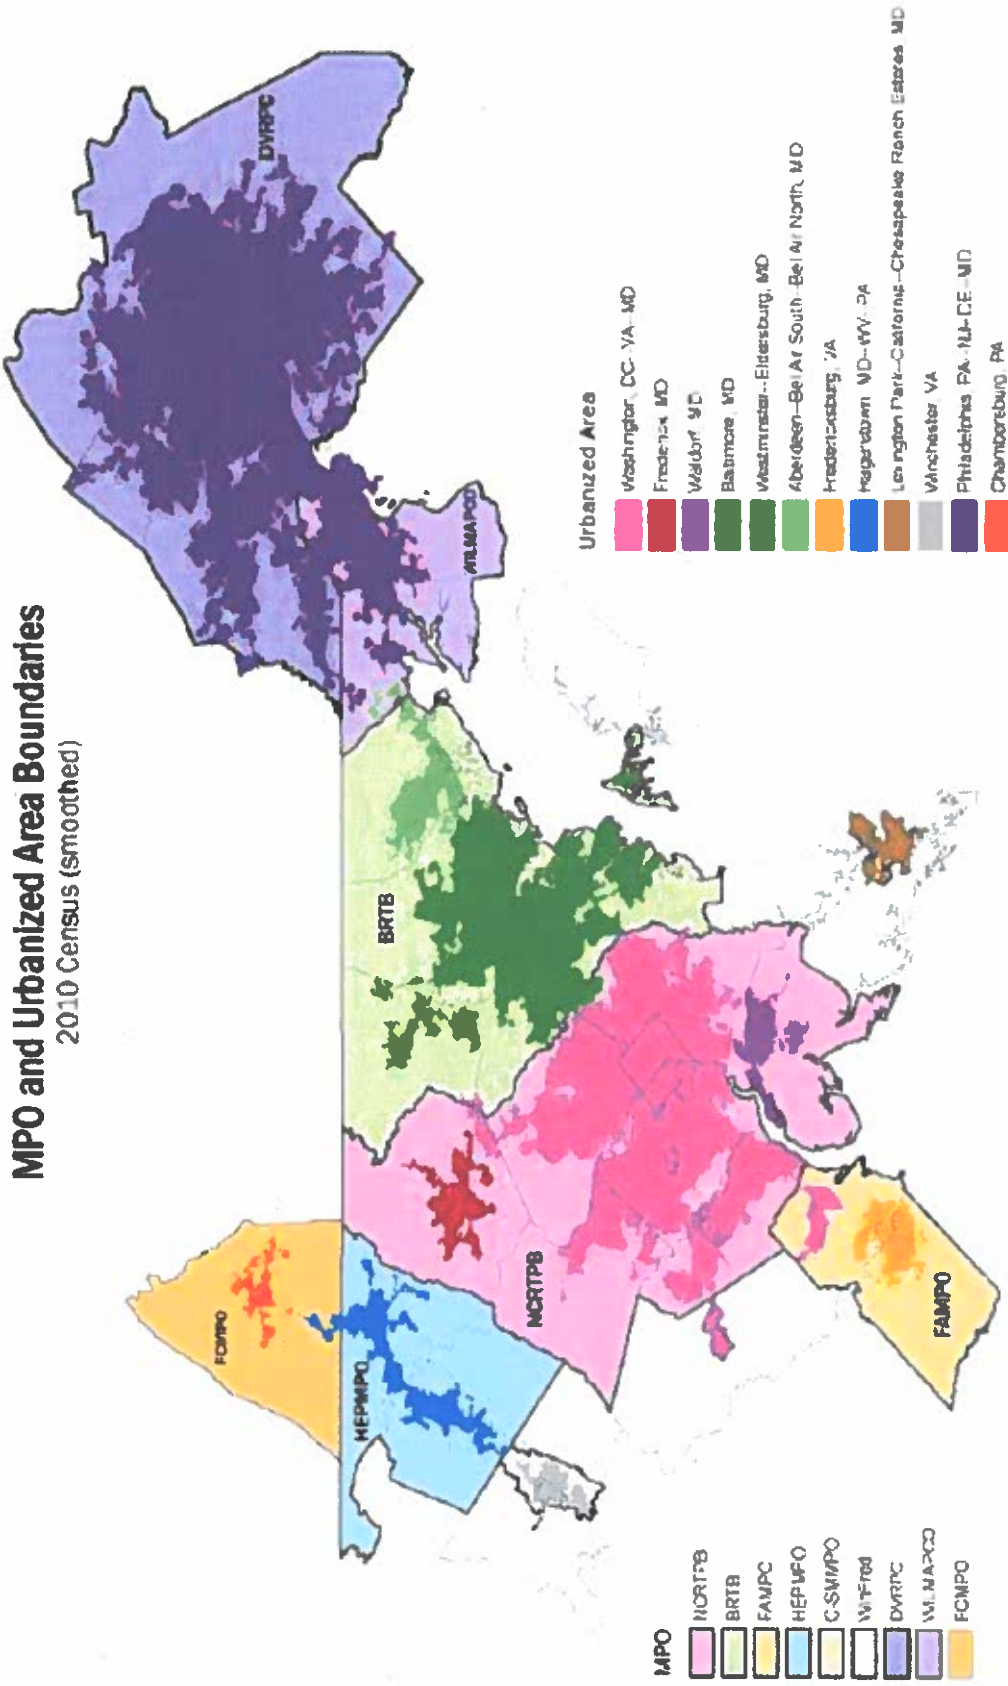 MPO and Urbanized Area Boundaries
2010 Census (smoothed)
DVRPC
WILMAPCO
BRTB
FCMPO
HEPMPO
NCRTPB
FAMPO
MPO
NCRTPB
BRTB
FAMPO
HEPMPO
C-SMMPO
WinFred
DVRPC
WILMAPCO
FCMPO
Urbanized Area
Washington, DC--VA--MD
Frederick, MD
Waldorf, MD
Baltimore, MD
Westminster--Eldersburg, MD
Aberdeen--Bel Air South--Bel Air North, MD
Fredericksburg, VA
Hagerstown, MD--WV--PA
Lexington Park--California--Chesapeake Ranch Estates, MD
Winchester, VA
Philadelphia, PA--NJ--DE--MD
Chambersburg, PA